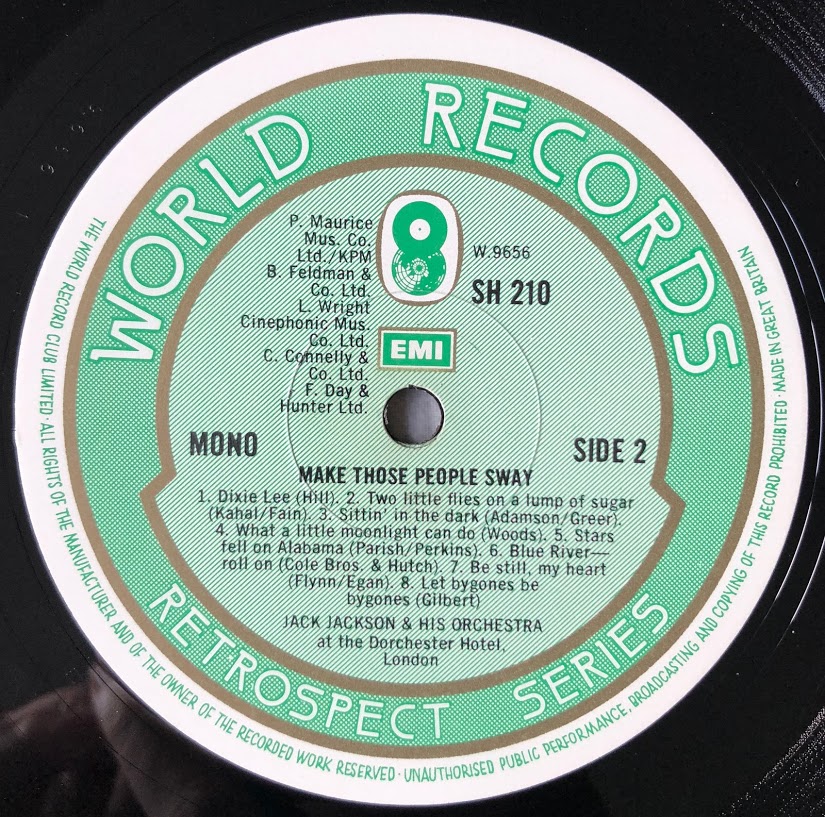 WORLD RECORDS
P. Maurice
Mus. Co.
Ltd./KPM
B. Feldman &
Co. Ltd.
L. Wright
Cinephonic Mus.
Co. Ltd.
C. Connelly &
Co. Ltd.
F. Day &
Hunter Ltd.
W.9656
SH 210
EMI
MONO
SIDE 2
MAKE THOSE PEOPLE SWAY
1. Dixie Lee (Hill). 2. Two little flies on a lump of sugar
(Kahal/Fain). 3. Sittin' in the dark (Adamson/Greer).
4. What a little moonlight can do (Woods). 5. Stars
fell on Alabama (Parish/Perkins). 6. Blue River—
roll on (Cole Bros. & Hutch). 7. Be still, my heart
(Flynn/Egan). 8. Let bygones be
bygones (Gilbert)
JACK JACKSON & HIS ORCHESTRA
at the Dorchester Hotel,
London
RETROSPECT SERIES
THE WORLD RECORD CLUB LIMITED · ALL RIGHTS OF THE MANUFACTURER AND OF THE OWNER OF THE RECORDED WORK RESERVED · UNAUTHORISED PUBLIC PERFORMANCE, BROADCASTING AND COPYING OF THIS RECORD PROHIBITED · MADE IN GREAT BRITAIN